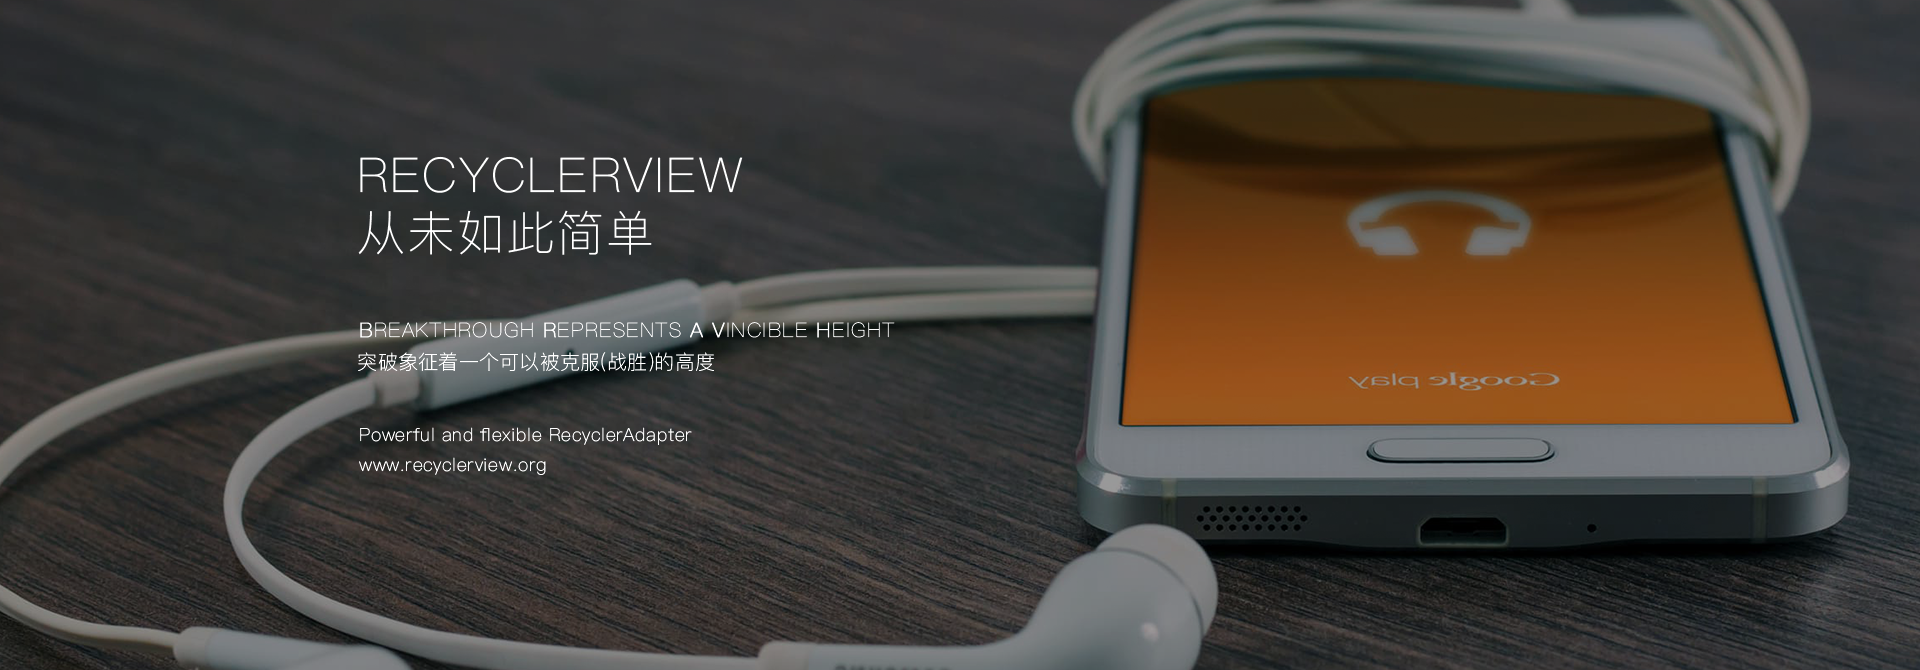 RECYCLERVIEW
从未如此简单
BREAKTHROUGH REPRESENTS A VINCIBLE HEIGHT
突破象征着一个可以被克服(战胜)的高度
Powerful and flexible RecyclerAdapter
www.recyclerview.org
Google play